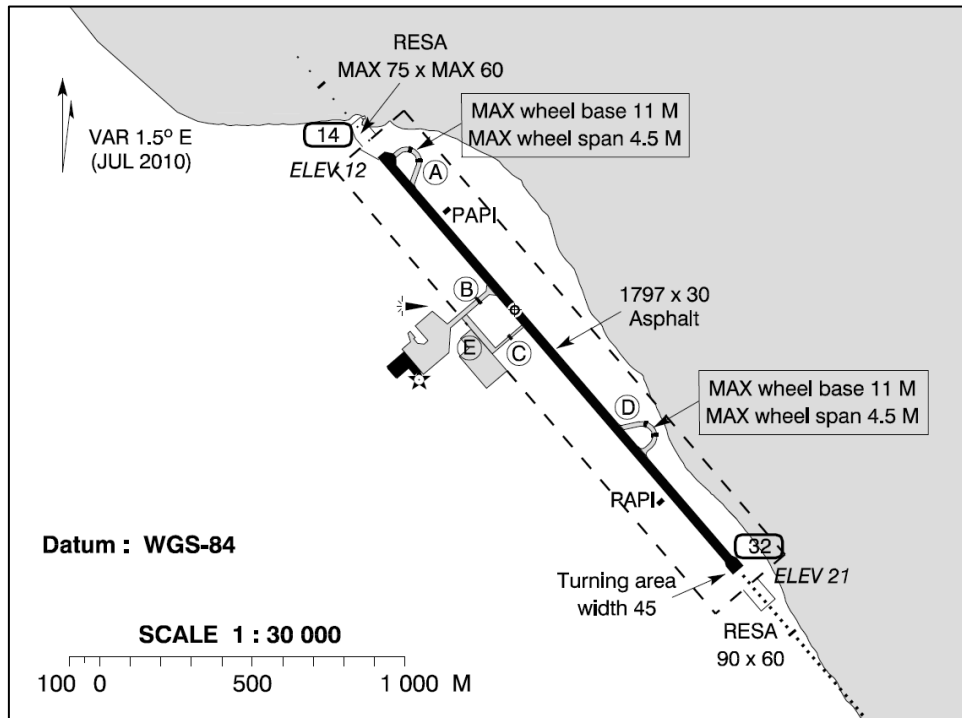 RESA
MAX 75 x MAX 60
MAX wheel base 11 M
MAX wheel span 4.5 M
VAR 1.5º E
(JUL 2010)
14
ELEV 12
A
PAPI
B
1797 x 30
Asphalt
E
C
MAX wheel base 11 M
MAX wheel span 4.5 M
D
PAPI
Datum : WGS-84
32
ELEV 21
Turning area
width 45
RESA
90 x 60
SCALE 1 : 30 000
100 0 500 1 000 M